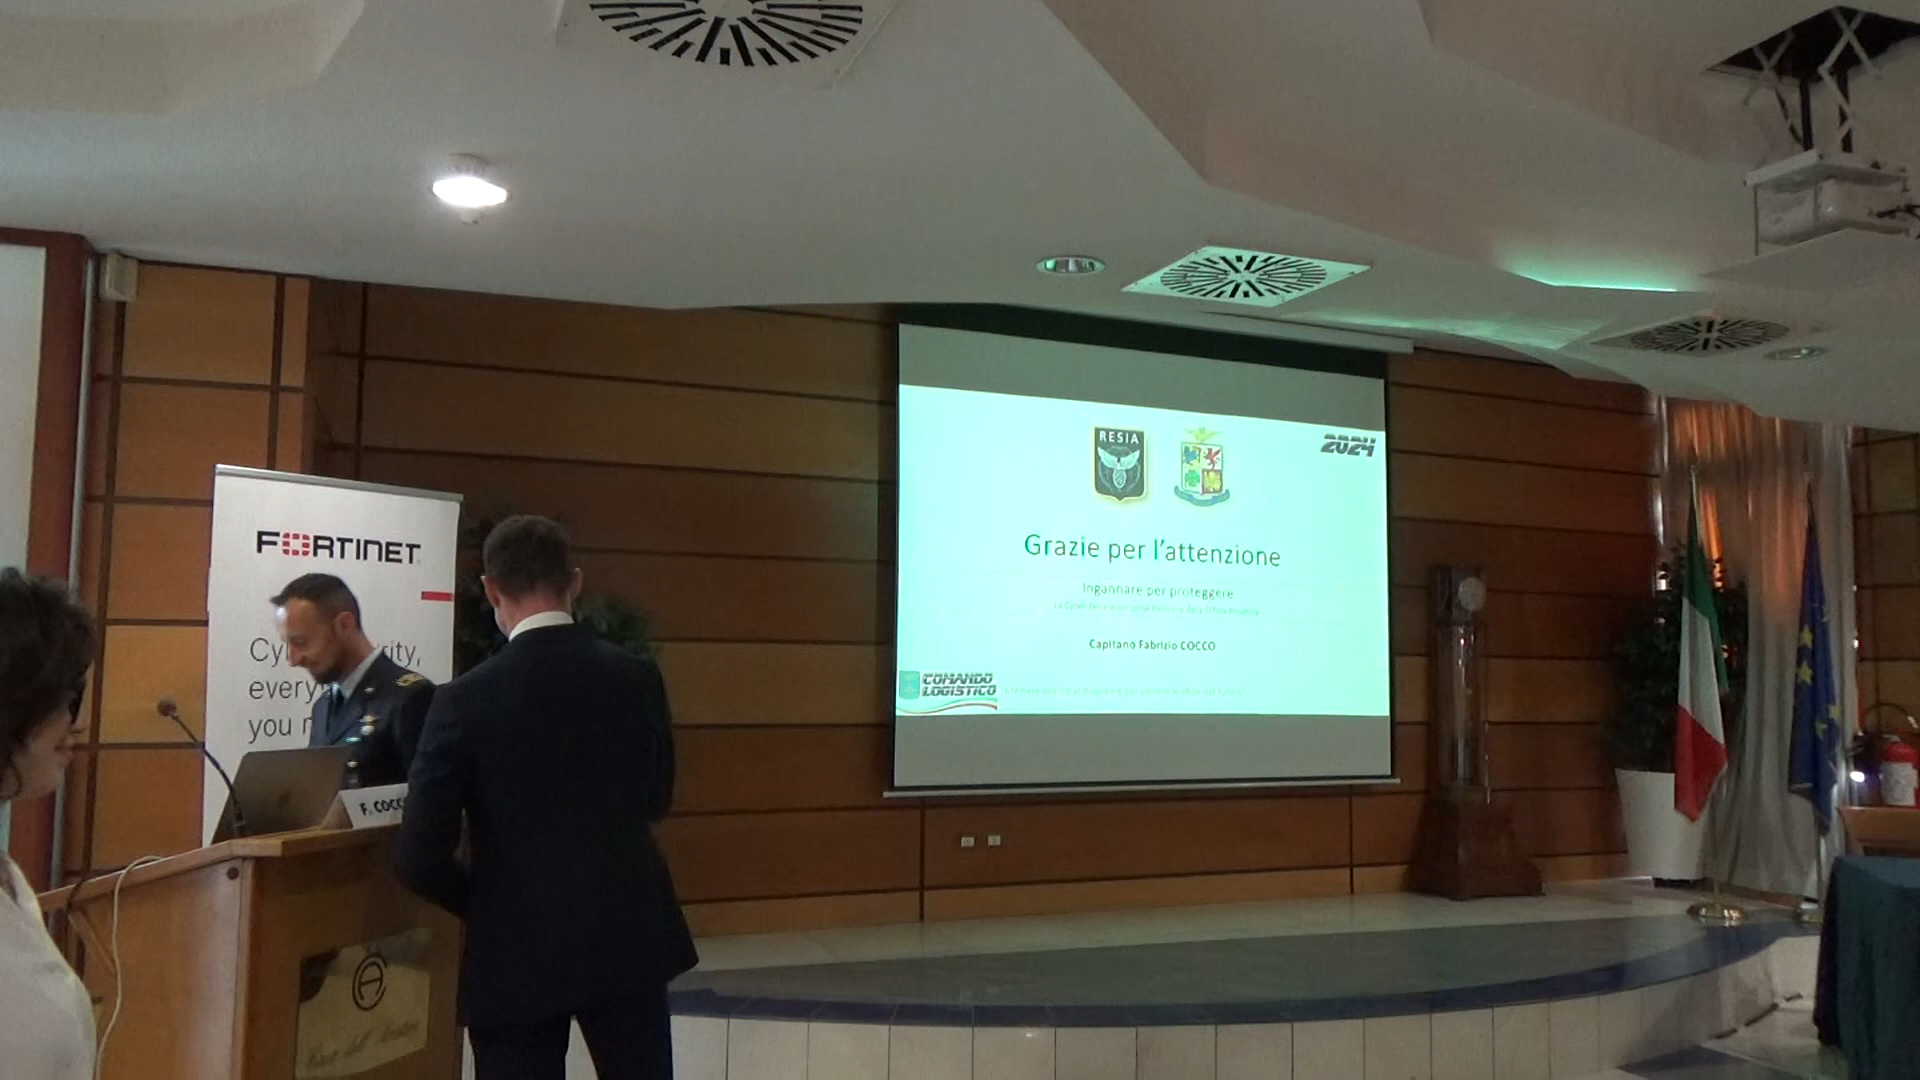 FORTINET
Cy
rity,
every
you
F. COCC
RESIA
2024
Grazie per l'attenzione
Ingannare per proteggere
Capitano Fabrizio COCCO
COMANDO
LOGISTICO